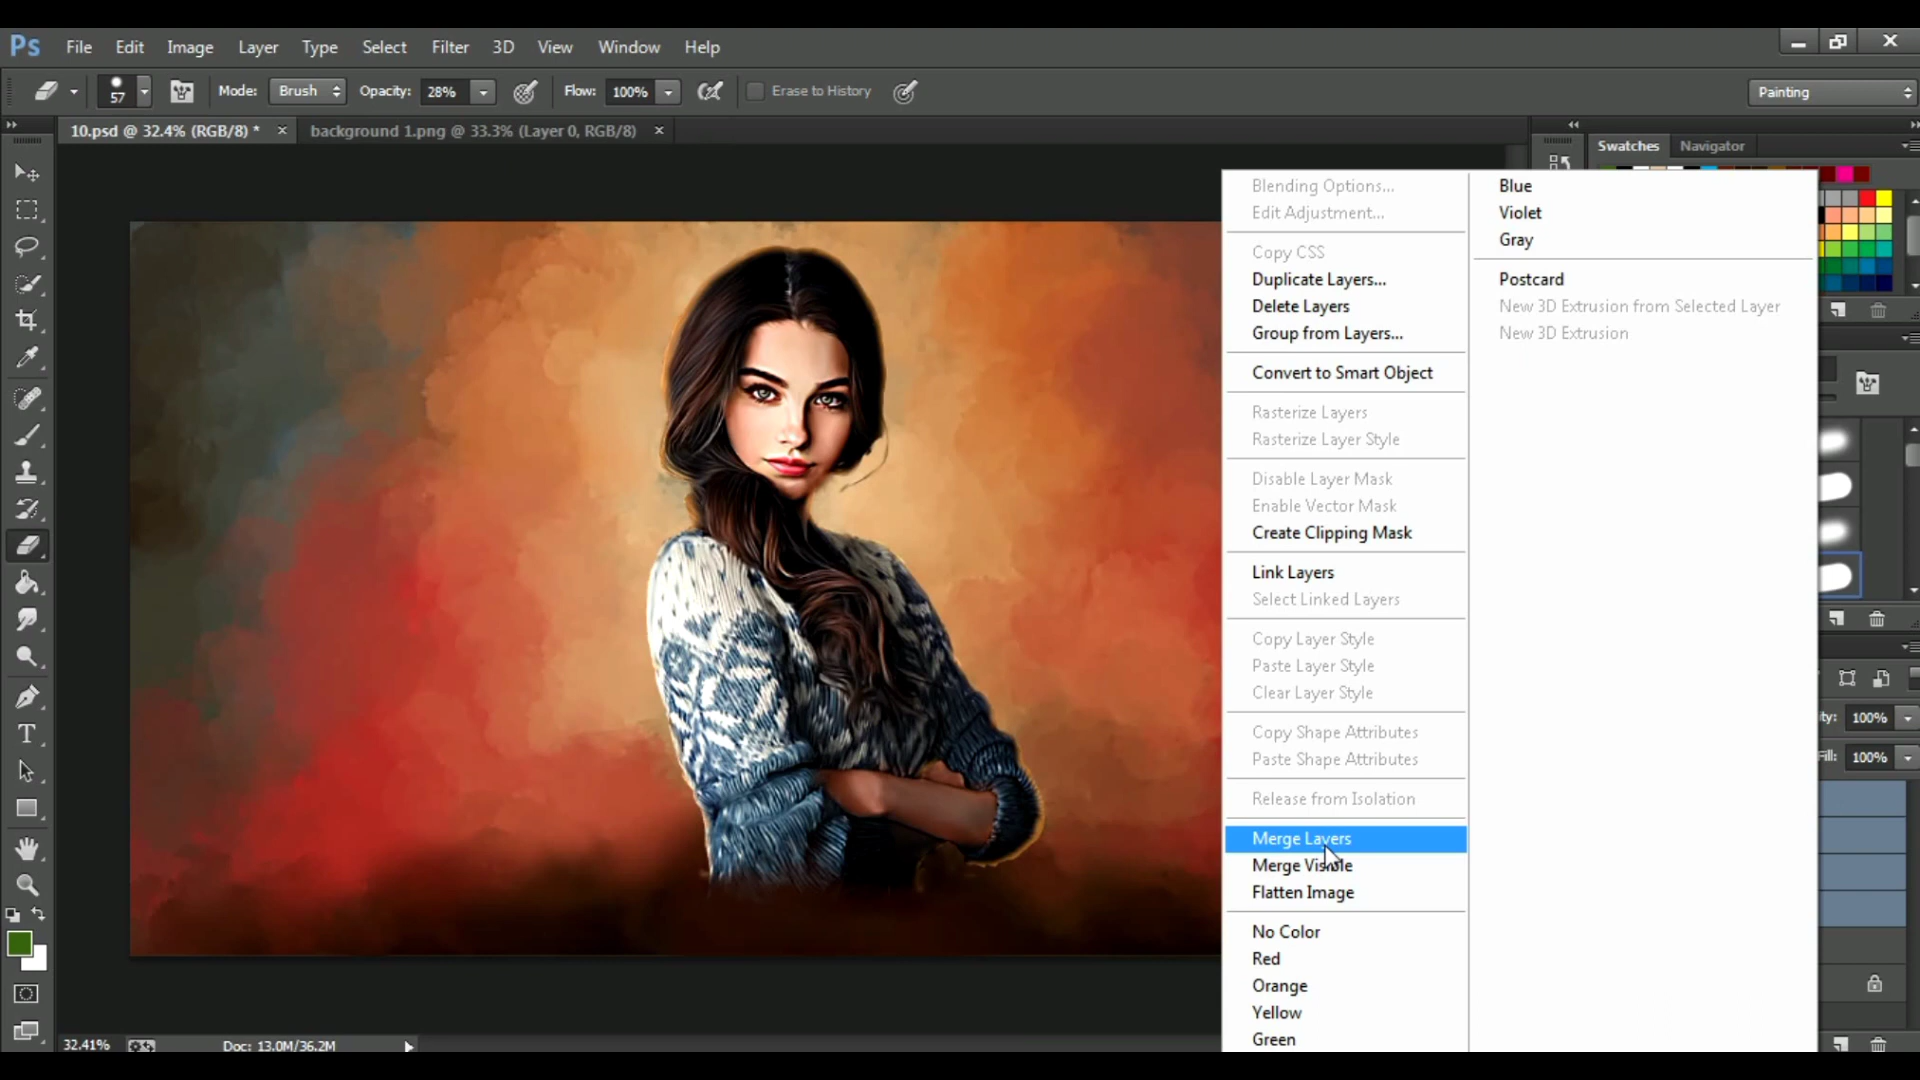 Ps File Edit Image Layer Type Select Filter 3D View Window Help
57 Mode: Brush Opacity: 28% Flow: 100% Erase to History Painting
10.psd @ 32.4% (RGB/8) * × background 1.png @ 33.3% (Layer 0, RGB/8) ×
Swatches Navigator
Blending Options...
Edit Adjustment...
Copy CSS
Duplicate Layers...
Delete Layers
Group from Layers...
Convert to Smart Object
Rasterize Layers
Rasterize Layer Style
Disable Layer Mask
Enable Vector Mask
Create Clipping Mask
Link Layers
Select Linked Layers
Copy Layer Style
Paste Layer Style
Clear Layer Style
Copy Shape Attributes
Paste Shape Attributes
Release from Isolation
Merge Layers
Merge Visible
Flatten Image
No Color
Red
Orange
Yellow
Green
Blue
Violet
Gray
Postcard
New 3D Extrusion from Selected Layer
New 3D Extrusion
ity: 100%
Fill: 100%
32.41% Doc: 13.0M/36.2M